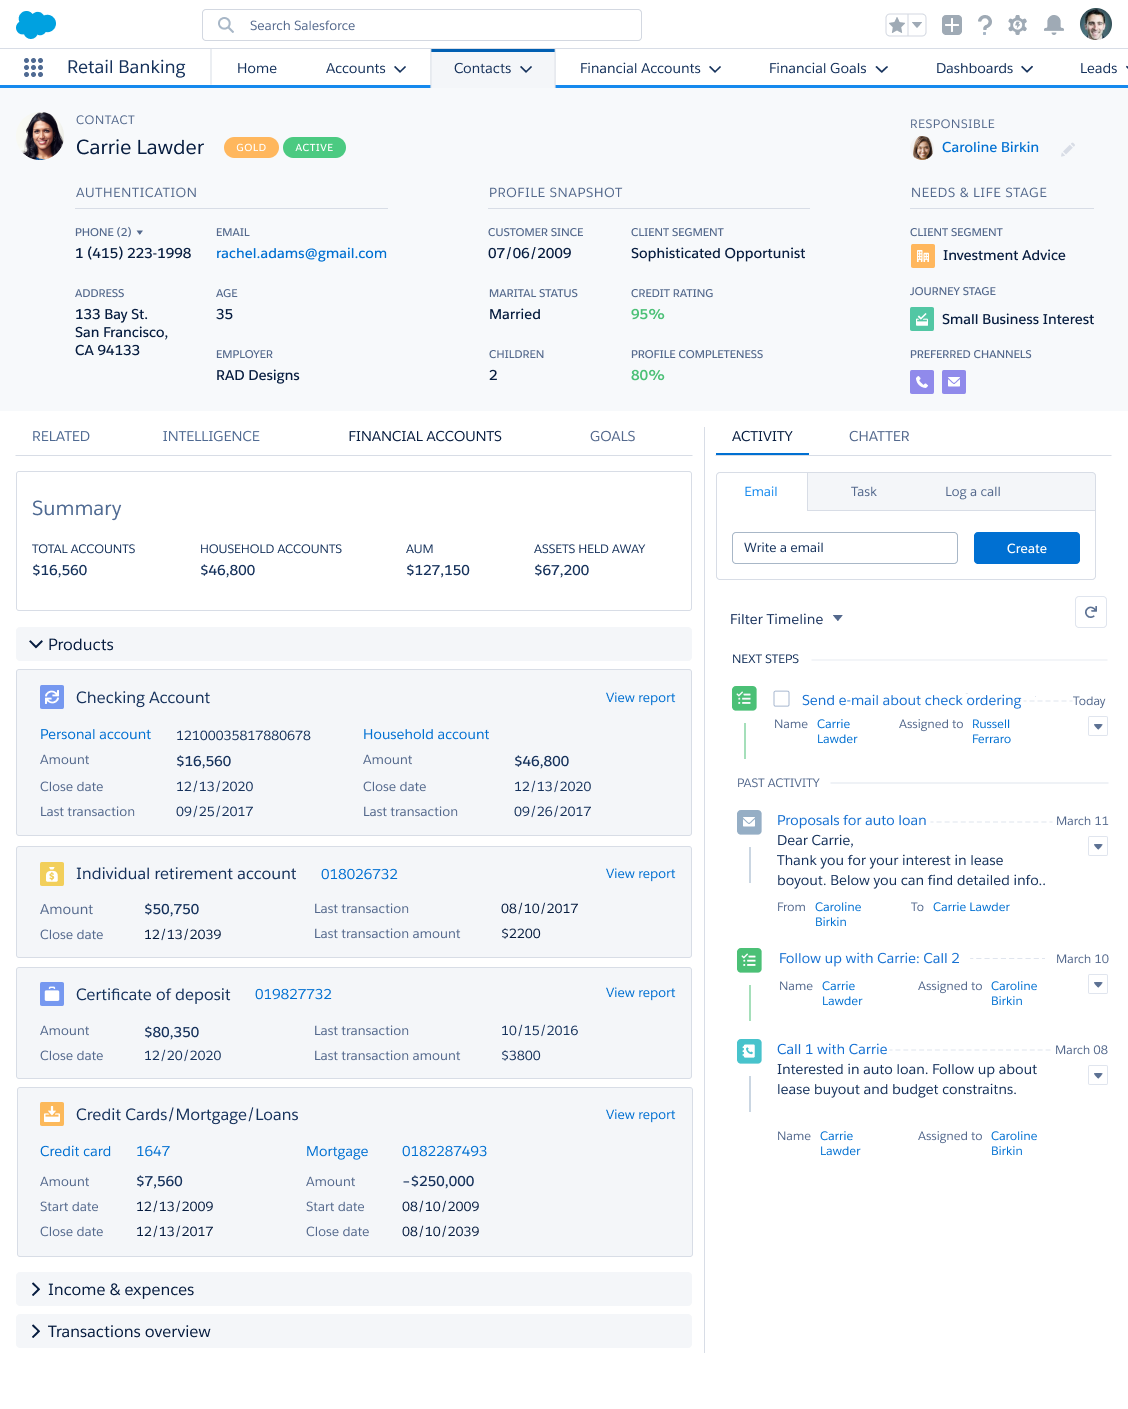 Search Salesforce
Retail Banking
Home
Accounts
Contacts
Financial Accounts
Financial Goals
Dashboards
Leads
CONTACT
Carrie Lawder
GOLD
ACTIVE
RESPONSIBLE
Caroline Birkin
AUTHENTICATION
PHONE (2)
1 (415) 223-1998
EMAIL
rachel.adams@gmail.com
ADDRESS
133 Bay St.
San Francisco,
CA 94133
AGE
35
EMPLOYER
RAD Designs
PROFILE SNAPSHOT
CUSTOMER SINCE
07/06/2009
CLIENT SEGMENT
Sophisticated Opportunist
MARITAL STATUS
Married
CREDIT RATING
95%
CHILDREN
2
PROFILE COMPLETENESS
80%
NEEDS & LIFE STAGE
CLIENT SEGMENT
Investment Advice
JOURNEY STAGE
Small Business Interest
PREFERRED CHANNELS
RELATED
INTELLIGENCE
FINANCIAL ACCOUNTS
GOALS
Summary
TOTAL ACCOUNTS
$16,560
HOUSEHOLD ACCOUNTS
$46,800
AUM
$127,150
ASSETS HELD AWAY
$67,200
Products
Checking Account
View report
Personal account 12100035817880678
Amount $16,560
Close date 12/13/2020
Last transaction 09/25/2017
Household account
Amount $46,800
Close date 12/13/2020
Last transaction 09/26/2017
Individual retirement account 018026732
View report
Amount $50,750
Close date 12/13/2039
Last transaction 08/10/2017
Last transaction amount $2200
Certificate of deposit 019827732
View report
Amount $80,350
Close date 12/20/2020
Last transaction 10/15/2016
Last transaction amount $3800
Credit Cards/Mortgage/Loans
View report
Credit card 1647
Amount $7,560
Start date 12/13/2009
Close date 12/13/2017
Mortgage 0182287493
Amount -$250,000
Start date 08/10/2009
Close date 08/10/2039
Income & expences
Transactions overview
ACTIVITY
CHATTER
Email
Task
Log a call
Write a email
Create
Filter Timeline
NEXT STEPS
Send e-mail about check ordering
Today
Name Carrie
Lawder
Assigned to Russell
Ferraro
PAST ACTIVITY
Proposals for auto loan
March 11
Dear Carrie,
Thank you for your interest in lease
boyout. Below you can find detailed info..
From Caroline
Birkin
To Carrie Lawder
Follow up with Carrie: Call 2
March 10
Name Carrie
Lawder
Assigned to Caroline
Birkin
Call 1 with Carrie
March 08
Interested in auto loan. Follow up about
lease buyout and budget constraitns.
Name Carrie
Lawder
Assigned to Caroline
Birkin